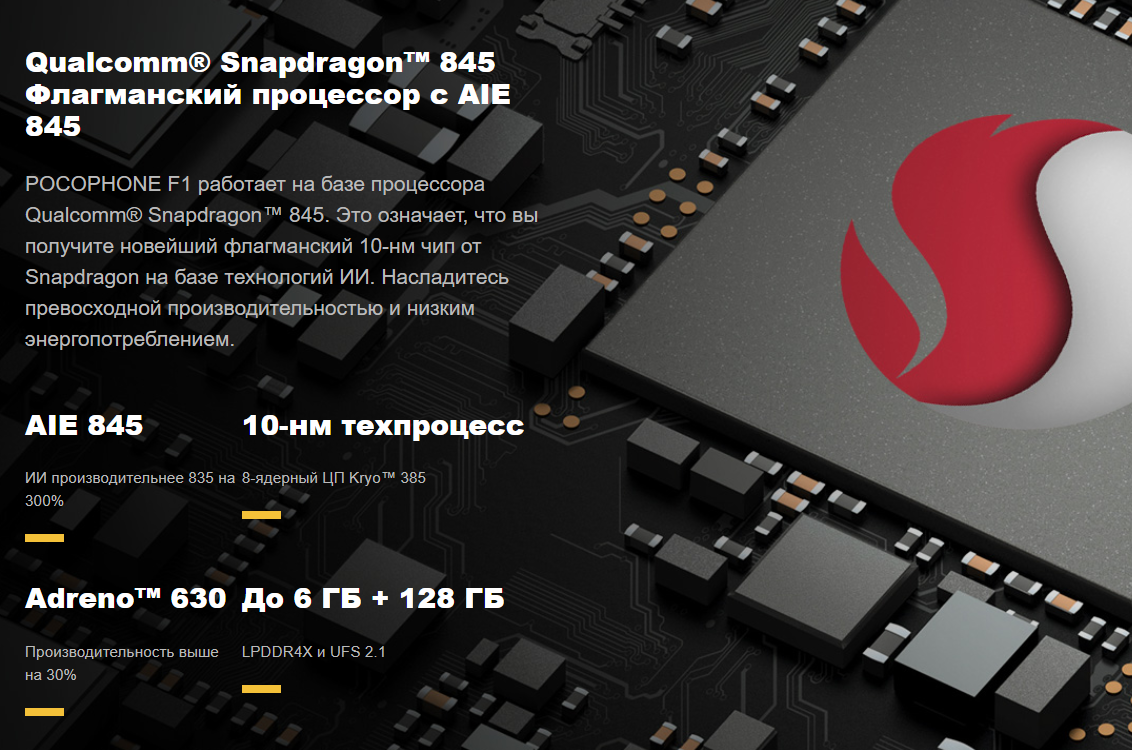 Qualcomm® Snapdragon™ 845
Флагманский процессор с AIE
845
POCOPHONE F1 работает на базе процессора
Qualcomm® Snapdragon™ 845. Это означает, что вы
получите новейший флагманский 10-нм чип от
Snapdragon на базе технологий ИИ. Насладитесь
превосходной производительностью и низким
энергопотреблением.
AIE 845
ИИ производительнее 835 на
300%
10-нм техпроцесс
8-ядерный ЦП Kryo™ 385
Adreno™ 630
Производительность выше
на 30%
До 6 ГБ + 128 ГБ
LPDDR4X и UFS 2.1